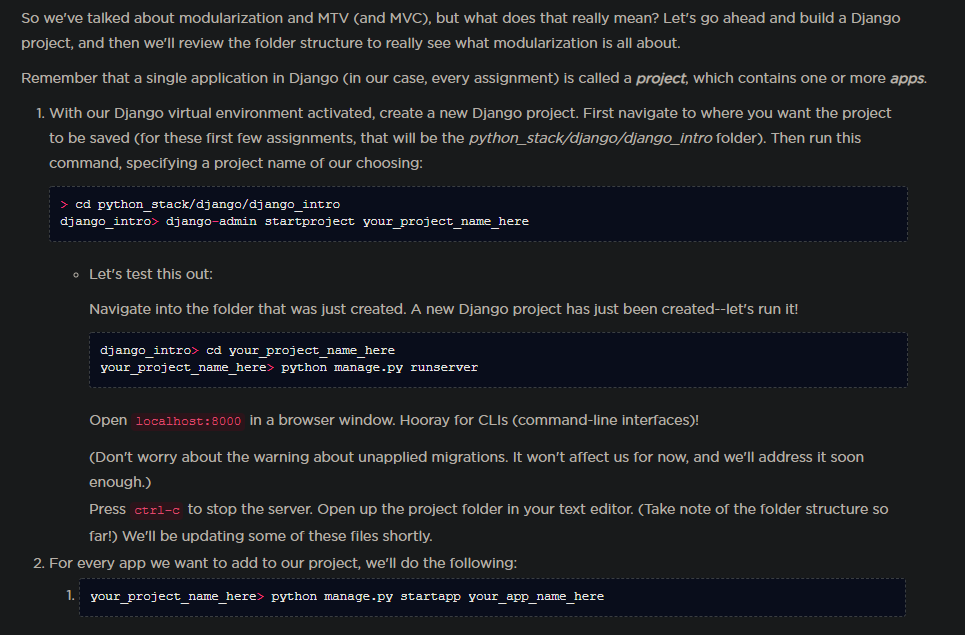 So we've talked about modularization and MTV (and MVC), but what does that really mean? Let's go ahead and build a Django
project, and then we'll review the folder structure to really see what modularization is all about.
Remember that a single application in Django (in our case, every assignment) is called a project, which contains one or more apps.
1. With our Django virtual environment activated, create a new Django project. First navigate to where you want the project
to be saved (for these first few assignments, that will be the python_stack/django/django_intro folder). Then run this
command, specifying a project name of our choosing:
> cd python_stack/django/django_intro
django_intro> django-admin startproject your_project_name_here
Let's test this out:
Navigate into the folder that was just created. A new Django project has just been created--let's run it!
django_intro> cd your_project_name_here
your_project_name_here> python manage.py runserver
Open localhost:8000 in a browser window. Hooray for CLIs (command-line interfaces)!
(Don't worry about the warning about unapplied migrations. It won't affect us for now, and we'll address it soon
enough.)
Press ctrl-c to stop the server. Open up the project folder in your text editor. (Take note of the folder structure so
far!) We'll be updating some of these files shortly.
2. For every app we want to add to our project, we'll do the following:
1. your_project_name_here> python manage.py startapp your_app_name_here